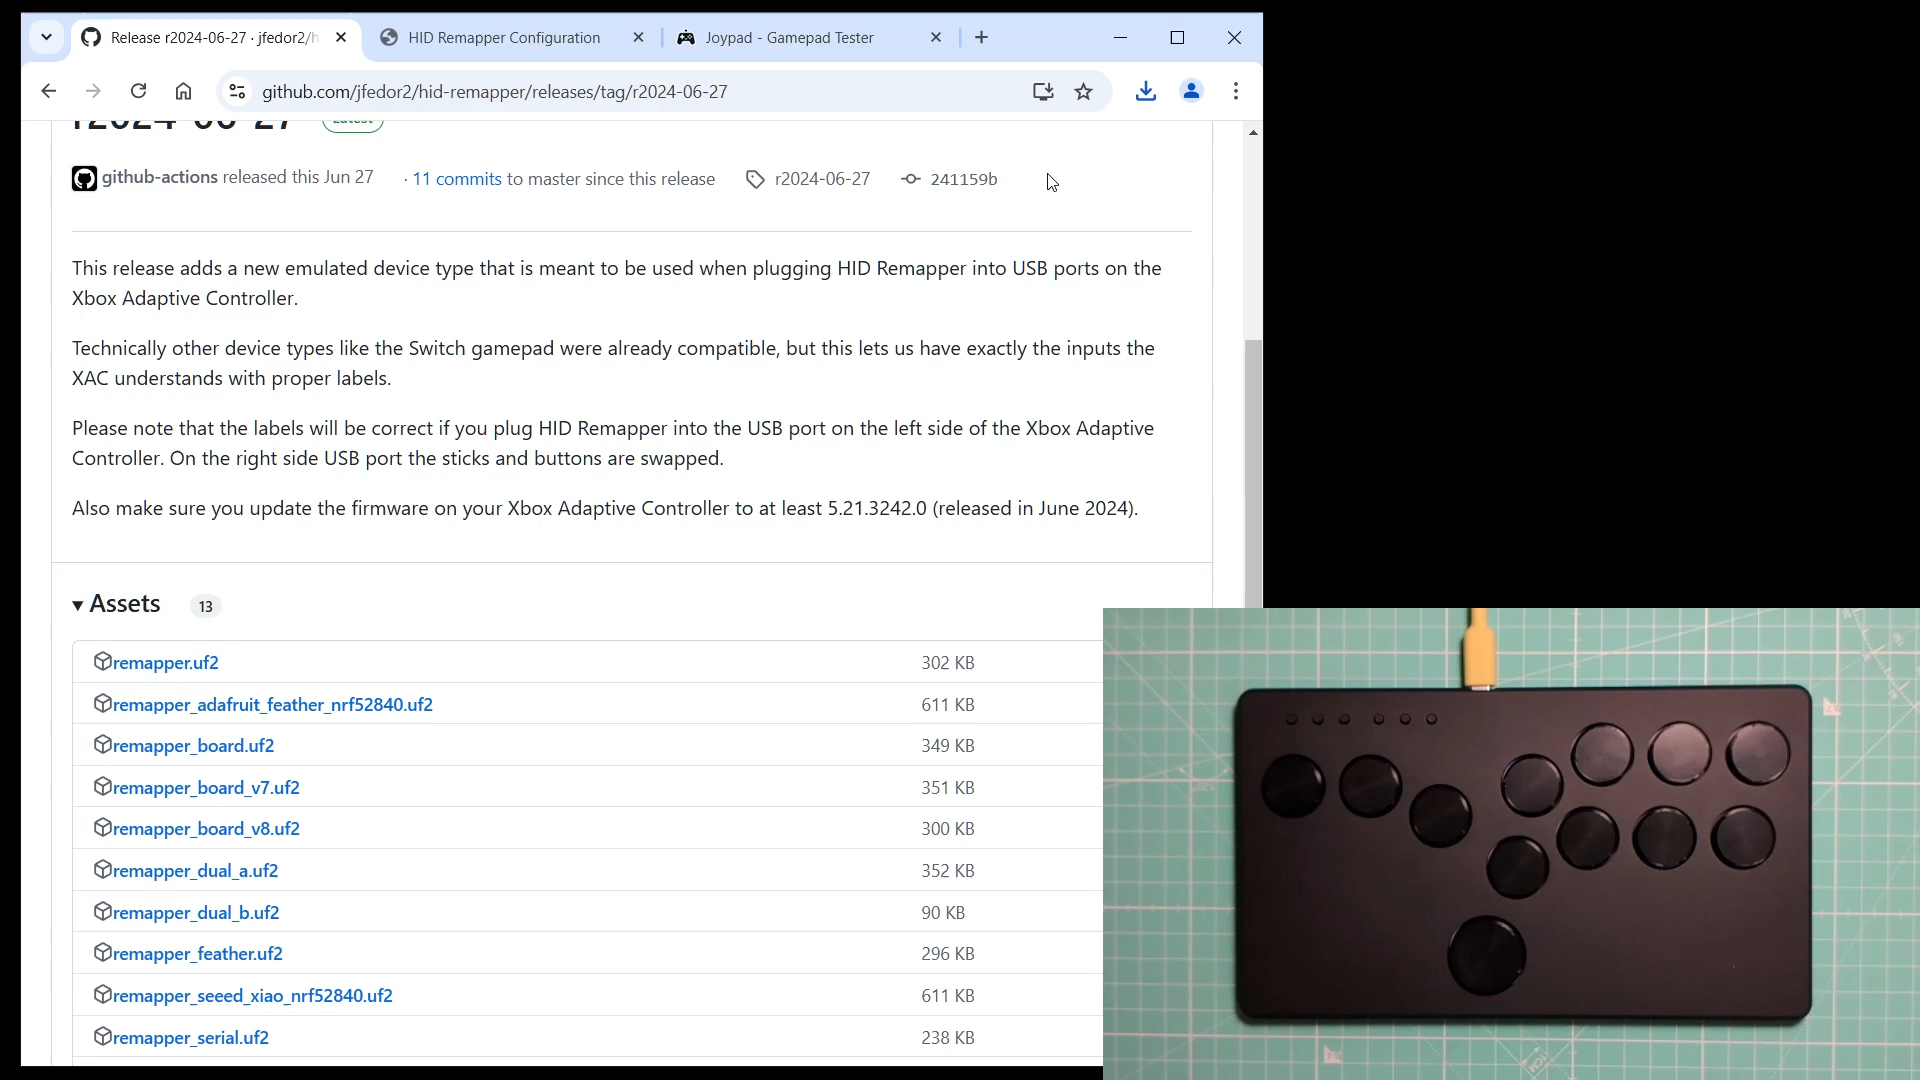 Release r2024-06-27 · jfedor2/h
HID Remapper Configuration
Joypad - Gamepad Tester
github.com/jfedor2/hid-remapper/releases/tag/r2024-06-27
r2024-06-27 Latest
github-actions released this Jun 27 · 11 commits to master since this release r2024-06-27 241159b
This release adds a new emulated device type that is meant to be used when plugging HID Remapper into USB ports on the
Xbox Adaptive Controller.
Technically other device types like the Switch gamepad were already compatible, but this lets us have exactly the inputs the
XAC understands with proper labels.
Please note that the labels will be correct if you plug HID Remapper into the USB port on the left side of the Xbox Adaptive
Controller. On the right side USB port the sticks and buttons are swapped.
Also make sure you update the firmware on your Xbox Adaptive Controller to at least 5.21.3242.0 (released in June 2024).
Assets 13
remapper.uf2 302 KB
remapper_adafruit_feather_nrf52840.uf2 611 KB
remapper_board.uf2 349 KB
remapper_board_v7.uf2 351 KB
remapper_board_v8.uf2 300 KB
remapper_dual_a.uf2 352 KB
remapper_dual_b.uf2 90 KB
remapper_feather.uf2 296 KB
remapper_seeed_xiao_nrf52840.uf2 611 KB
remapper_serial.uf2 238 KB